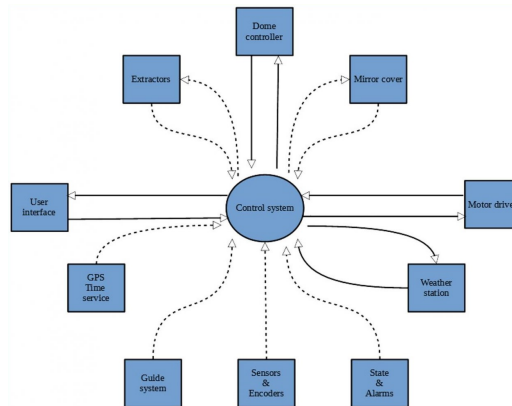 Dome
controller
Extractors
Mirror cover
User
interface
Control system
Motor drive
GPS
Time
service
Weather
station
Guide
system
Sensors
&
Encoders
State
&
Alarms